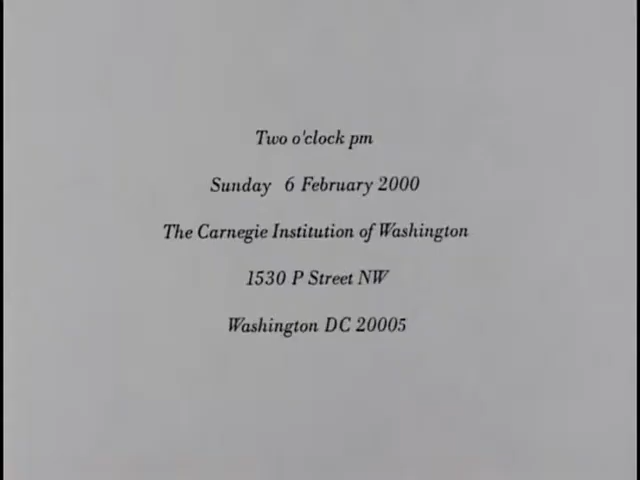 Two o'clock pm
Sunday 6 February 2000
The Carnegie Institution of Washington
1530 P Street NW
Washington DC 20005